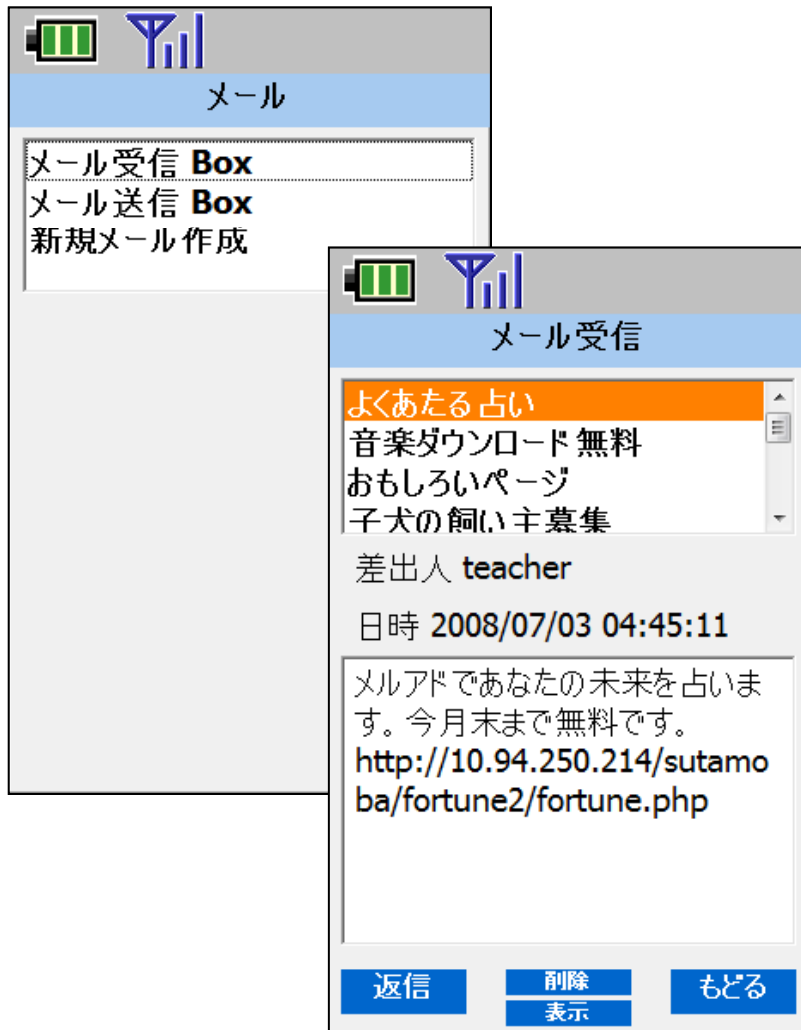 メール
メール受信 Box
メール送信 Box
新規メール作成
メール受信
よくあたる占い
音楽ダウンロード無料
おもしろいページ
子犬の飼い主募集
差出人 teacher
日時 2008/07/03 04:45:11
メルアドであなたの未来を占いま
す。今月末まで無料です。
http://10.94.250.214/sutamo
ba/fortune2/fortune.php
返信
削除
表示
もどる